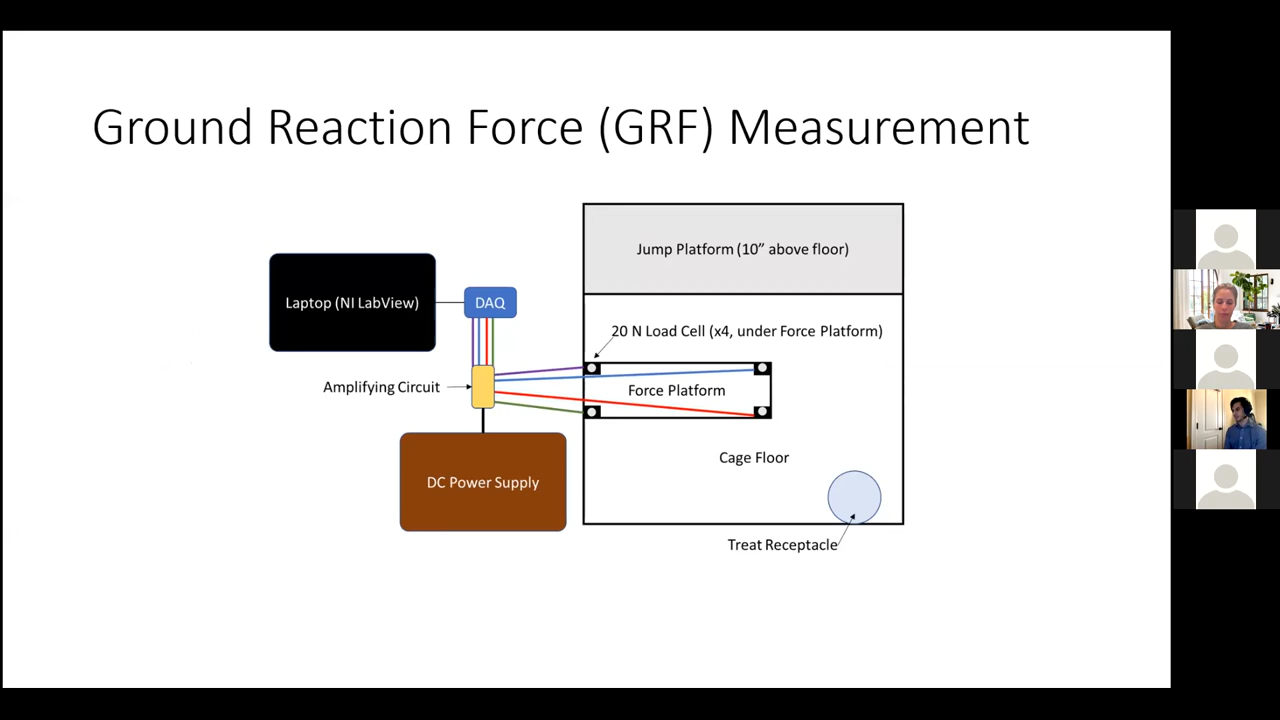 Ground Reaction Force (GRF) Measurement
Jump Platform (10” above floor)
Laptop (NI LabView)
DAQ
20 N Load Cell (x4, under Force Platform)
Amplifying Circuit
Force Platform
Cage Floor
DC Power Supply
Treat Receptacle